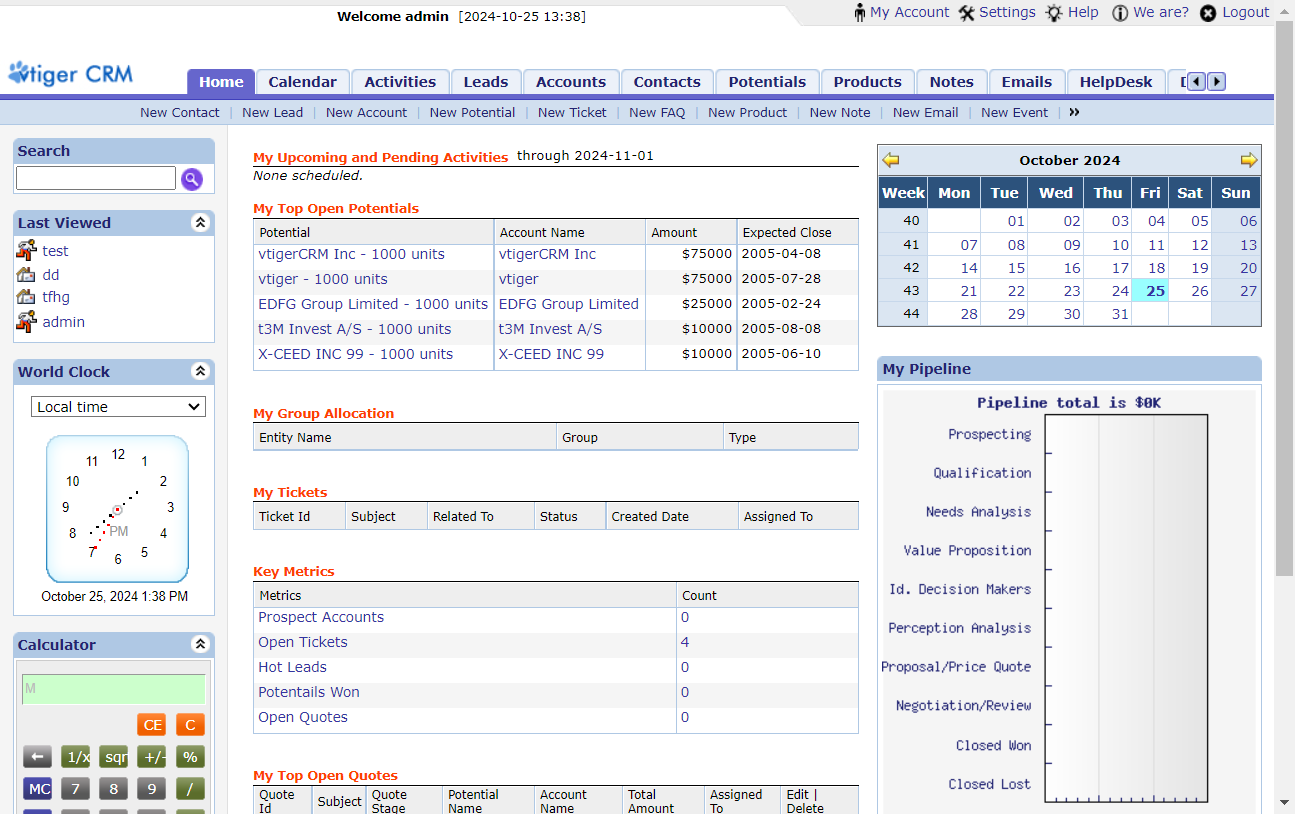 Welcome admin [2024-10-25 13:38]
My Account Settings Help We are? Logout
vtiger CRM
Home Calendar Activities Leads Accounts Contacts Potentials Products Notes Emails HelpDesk
New Contact | New Lead | New Account | New Potential | New Ticket | New FAQ | New Product | New Note | New Email | New Event | »
Search
Last Viewed
test
dd
tfhg
admin
World Clock
Local time
12
11 1
10 2
9 3
8 4
7 5
6
PM
October 25, 2024 1:38 PM
Calculator
M
CE C
← 1/x sqr +/- %
MC 7 8 9 /
My Upcoming and Pending Activities through 2024-11-01
None scheduled.
My Top Open Potentials
Potential Account Name Amount Expected Close
vtigerCRM Inc - 1000 units vtigerCRM Inc $75000 2005-04-08
vtiger - 1000 units vtiger $75000 2005-07-28
EDFG Group Limited - 1000 units EDFG Group Limited $25000 2005-02-24
t3M Invest A/S - 1000 units t3M Invest A/S $10000 2005-08-08
X-CEED INC 99 - 1000 units X-CEED INC 99 $10000 2005-06-10
My Group Allocation
Entity Name Group Type
My Tickets
Ticket Id Subject Related To Status Created Date Assigned To
Key Metrics
Metrics Count
Prospect Accounts 0
Open Tickets 4
Hot Leads 0
Potentails Won 0
Open Quotes 0
My Top Open Quotes
Quote Id Subject Quote Stage Potential Name Account Name Total Amount Assigned To Edit | Delete
October 2024
Week Mon Tue Wed Thu Fri Sat Sun
40 01 02 03 04 05 06
41 07 08 09 10 11 12 13
42 14 15 16 17 18 19 20
43 21 22 23 24 25 26 27
44 28 29 30 31
My Pipeline
Pipeline total is $0K
Prospecting
Qualification
Needs Analysis
Value Proposition
Id. Decision Makers
Perception Analysis
Proposal/Price Quote
Negotiation/Review
Closed Won
Closed Lost